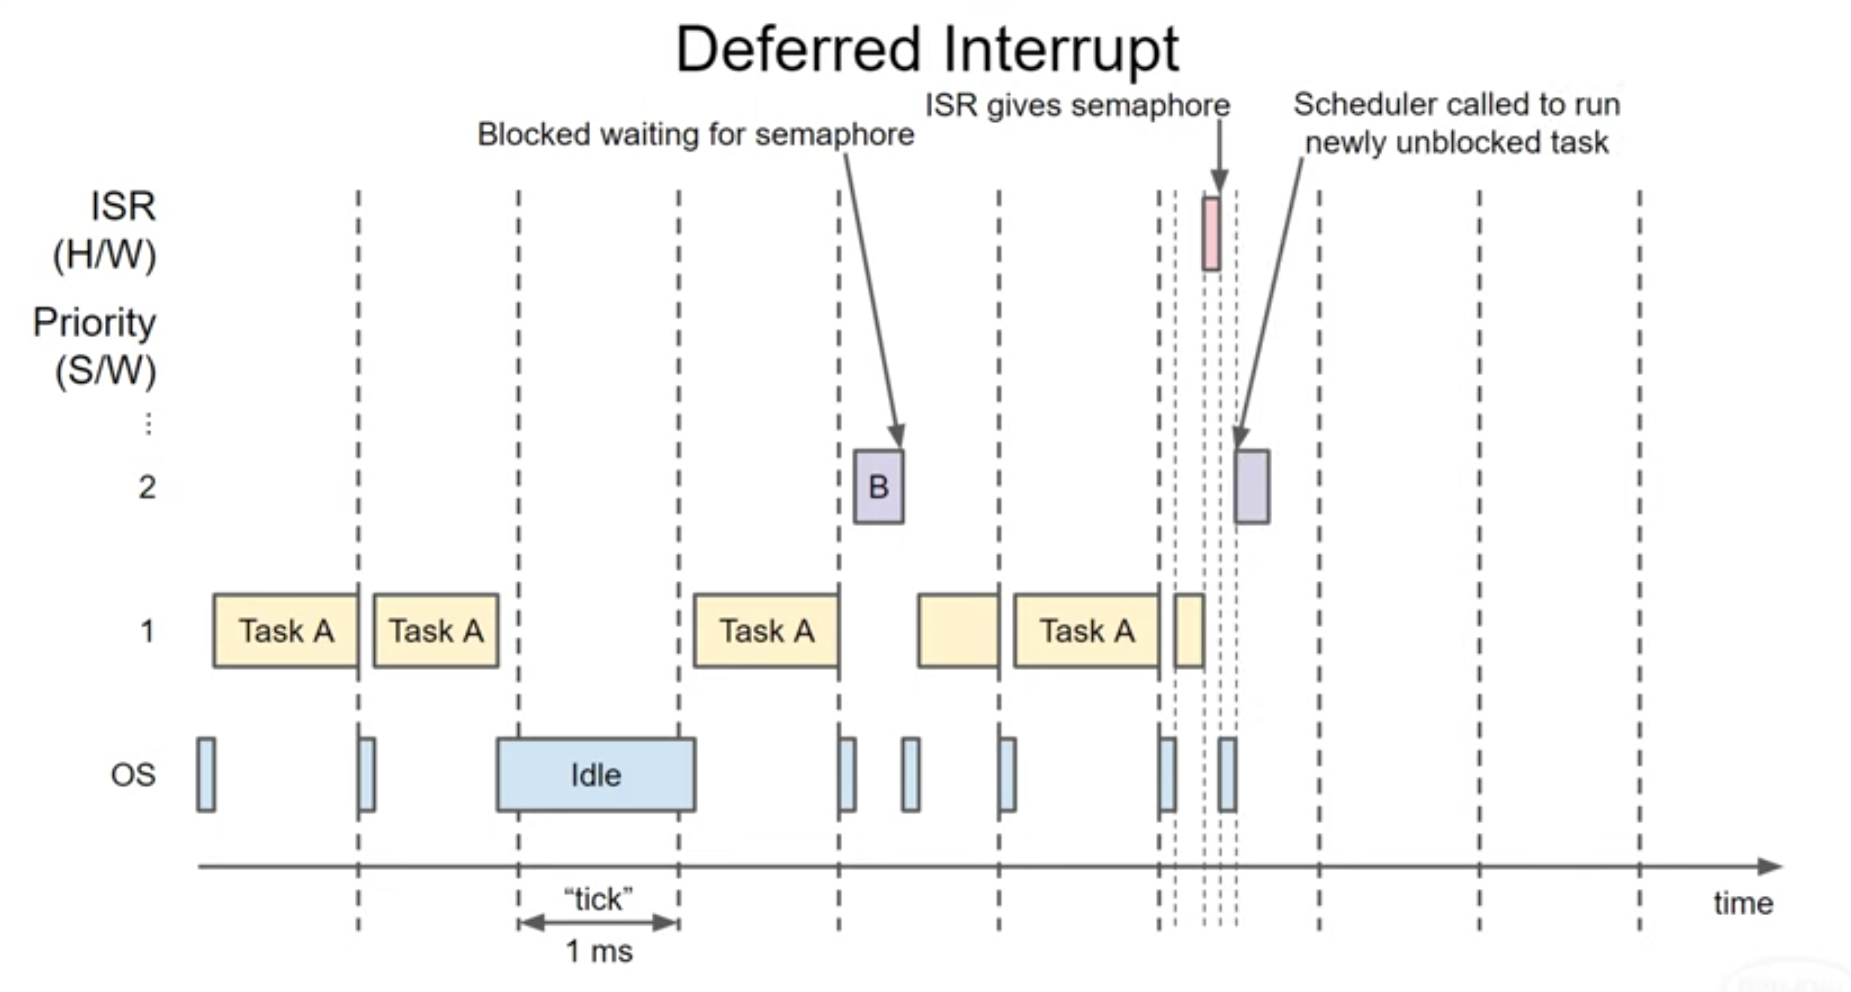 Deferred Interrupt
ISR gives semaphore
Scheduler called to run
newly unblocked task
Blocked waiting for semaphore
ISR
(H/W)
Priority
(S/W)
⋮
2
B
1
Task A
Task A
Task A
Task A
OS
Idle
“tick”
1 ms
time